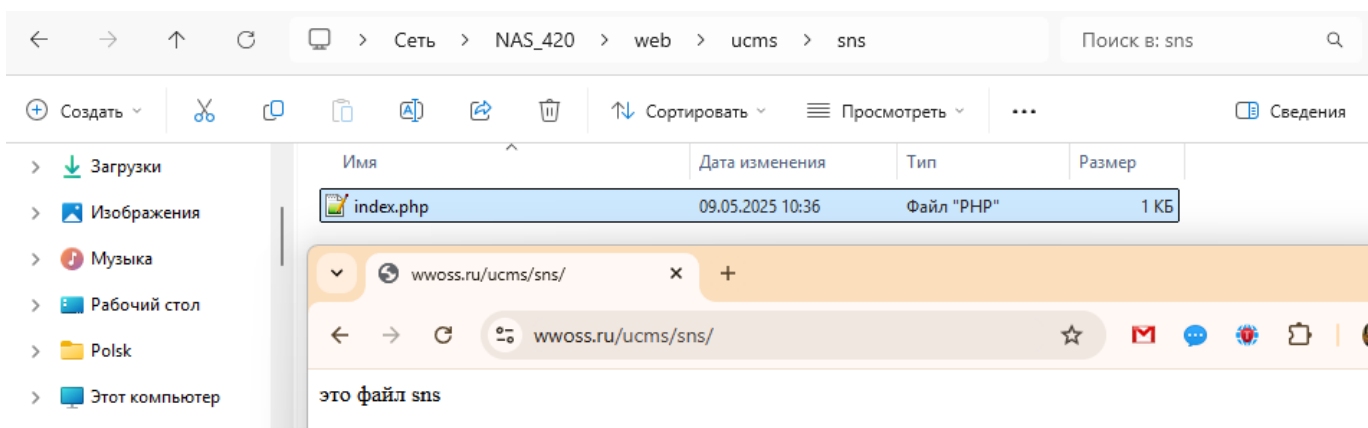 Сеть > NAS_420 > web > ucms > sns Поиск в: sns
Создать Сортировать Просмотреть ... Сведения
Имя Дата изменения Тип Размер
> Загрузки
index.php 09.05.2025 10:36 Файл "PHP" 1 КБ
> Изображения
> Музыка
wwoss.ru/ucms/sns/
> Рабочий стол
wwoss.ru/ucms/sns/
> Polsk
> Этот компьютер
это файл sns